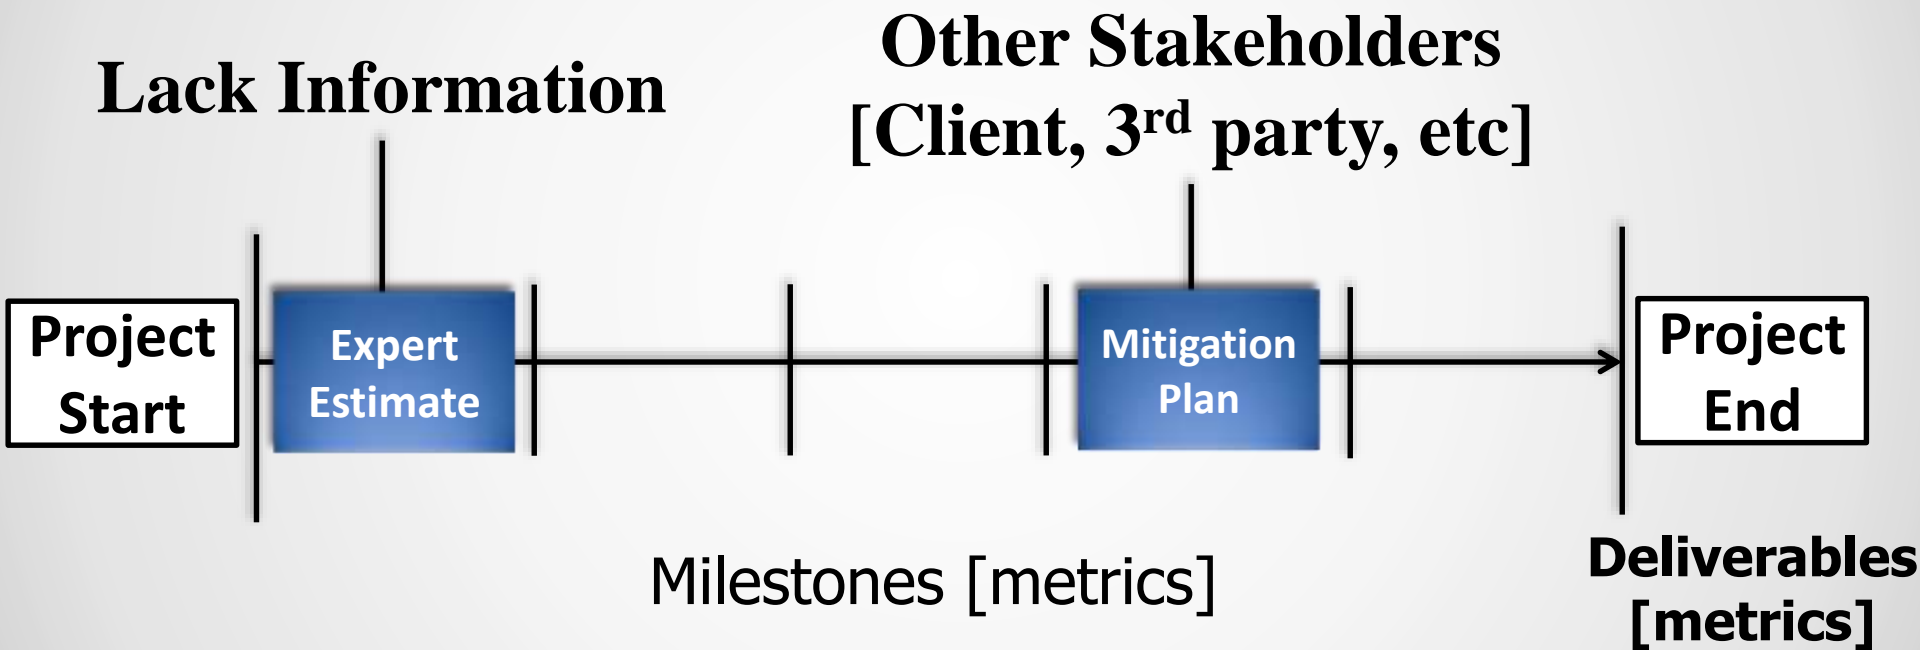 Lack Information
Other Stakeholders
[Client, 3rd party, etc]
Project
Start
Expert
Estimate
Mitigation
Plan
Project
End
Milestones [metrics]
Deliverables
[metrics]